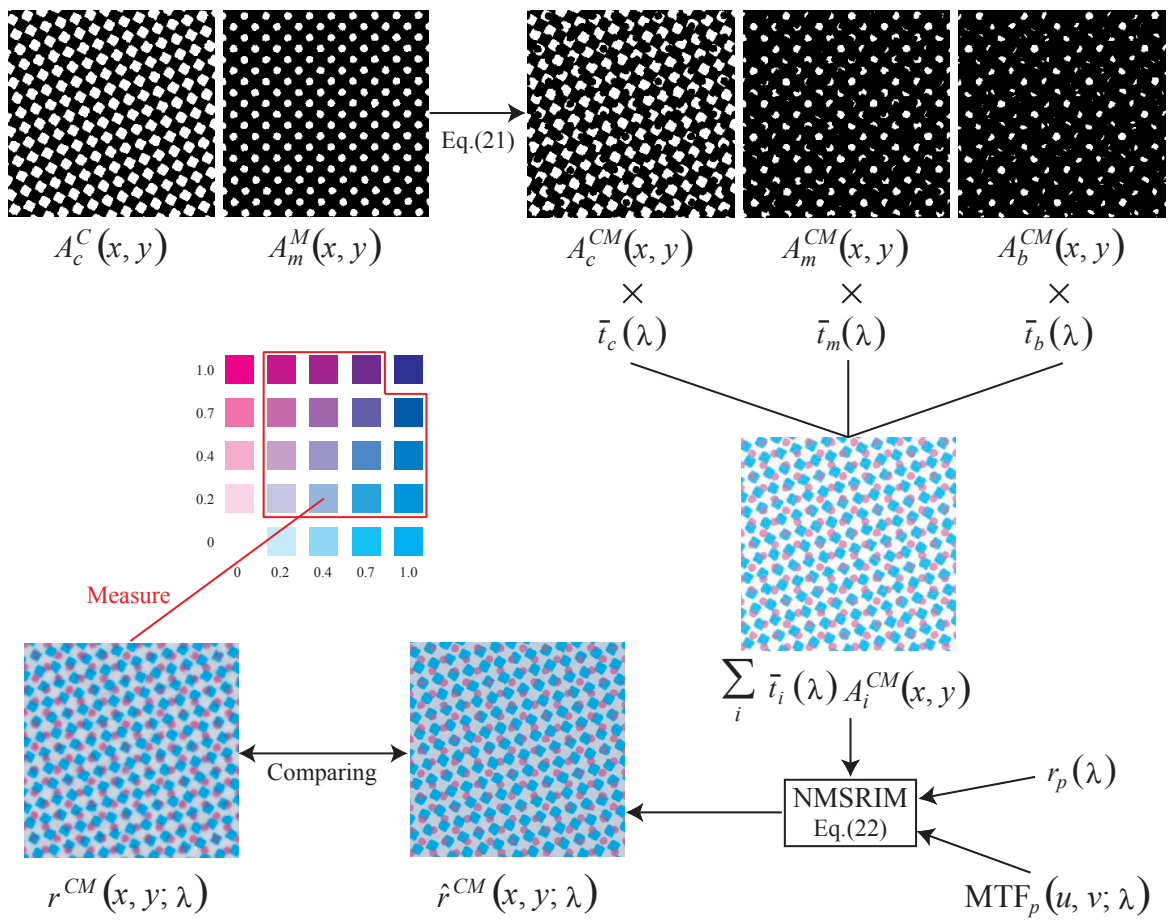 Eq.(21)
A_c^C(x, y)
A_m^M(x, y)
A_c^{CM}(x, y)
A_m^{CM}(x, y)
A_b^{CM}(x, y)
× × ×
t̄_c(λ)
t̄_m(λ)
t̄_b(λ)
1.0
0.7
0.4
0.2
0
0 0.2 0.4 0.7 1.0
Measure
∑_i t̄_i(λ) A_i^{CM}(x, y)
Comparing
NMSRIM
Eq.(22)
r_p(λ)
MTF_p(u, v; λ)
r^{CM}(x, y; λ)
r̂^{CM}(x, y; λ)